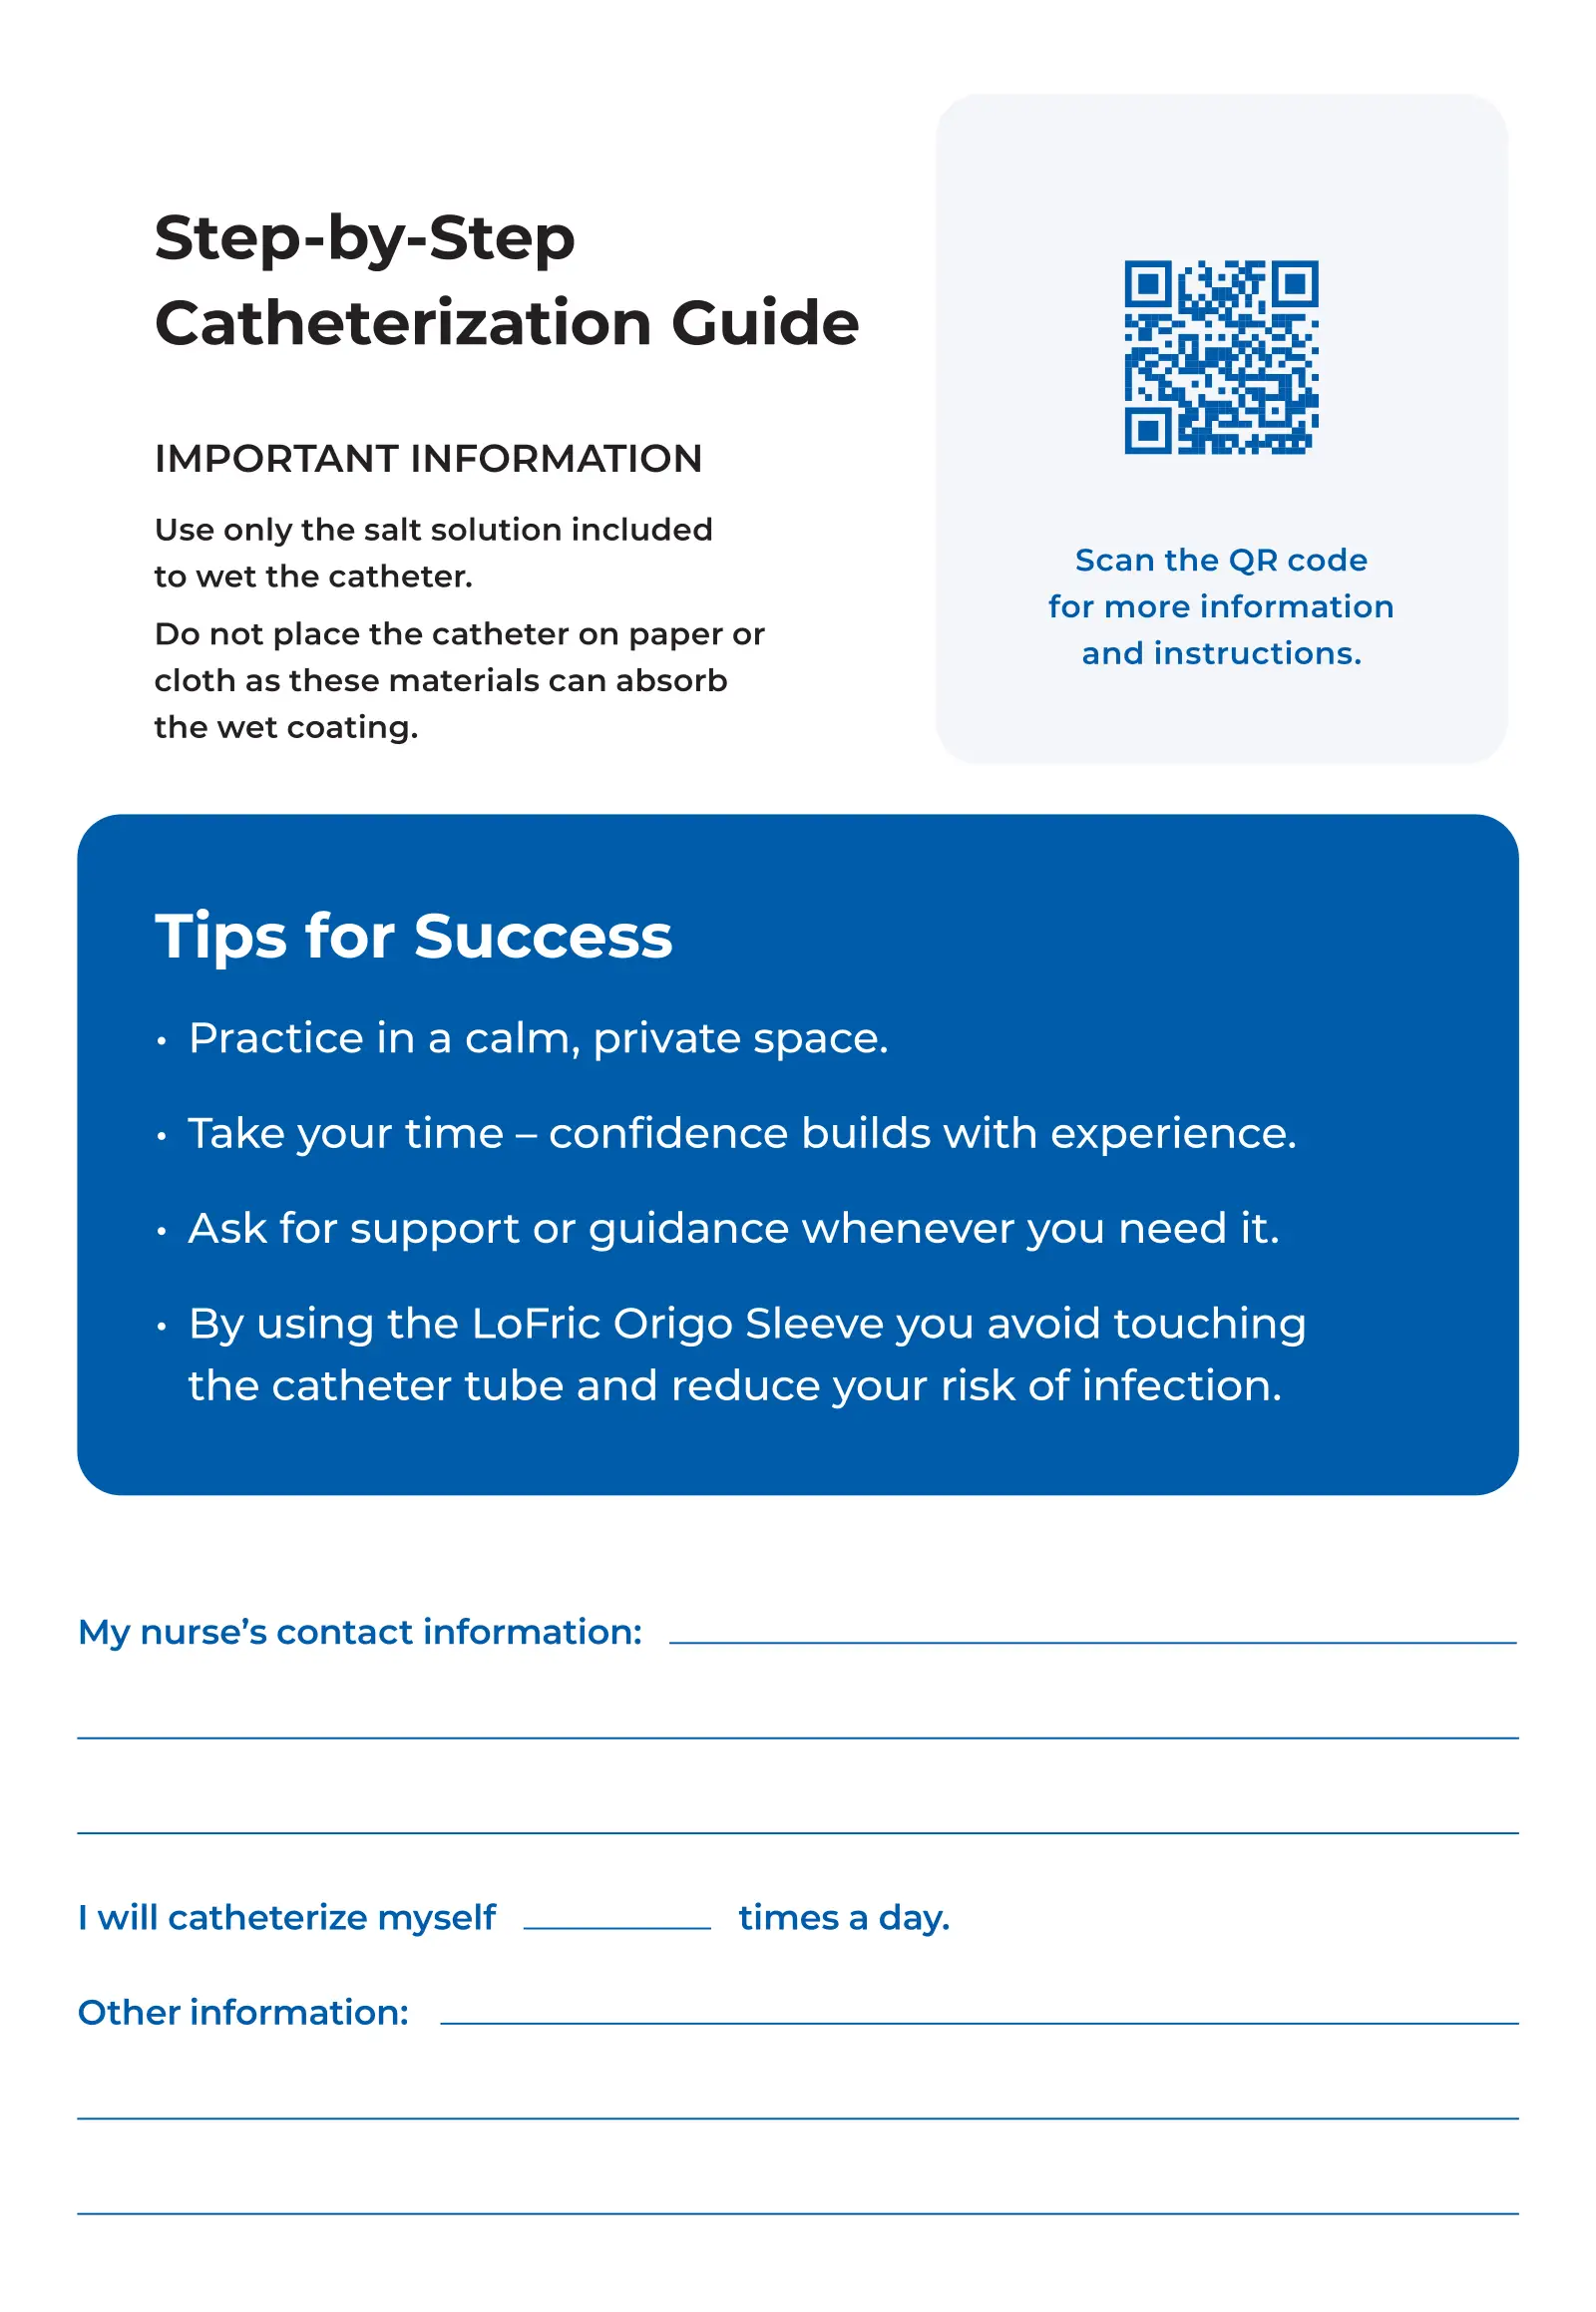 Step-by-Step
Catheterization Guide
IMPORTANT INFORMATION
Use only the salt solution included
to wet the catheter.
Do not place the catheter on paper or
cloth as these materials can absorb
the wet coating.
Scan the QR code
for more information
and instructions.
Tips for Success
• Practice in a calm, private space.
• Take your time – confidence builds with experience.
• Ask for support or guidance whenever you need it.
• By using the LoFric Origo Sleeve you avoid touching
the catheter tube and reduce your risk of infection.
My nurse’s contact information:
I will catheterize myself times a day.
Other information: